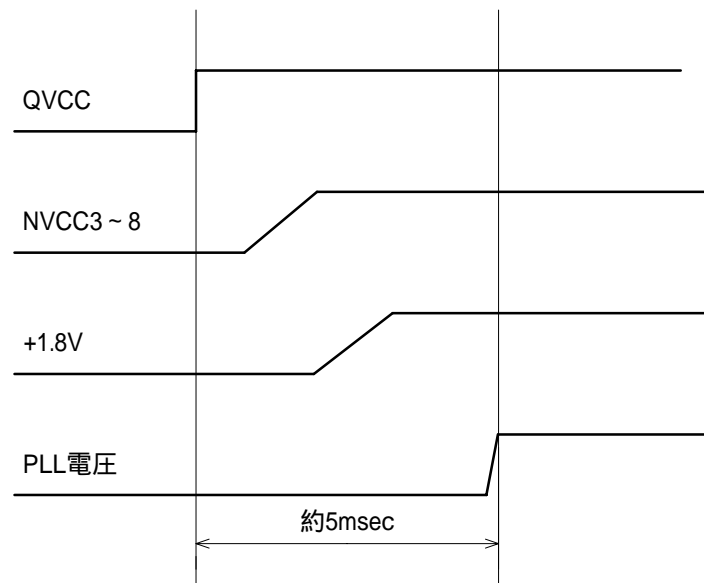 QVCC
NVCC3 ~ 8
+1.8V
PLL電圧
約5msec